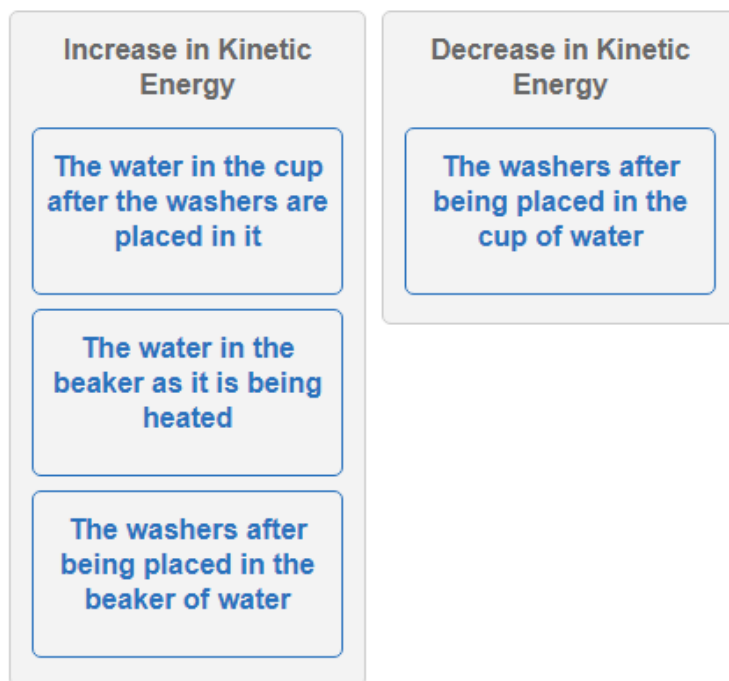 Increase in Kinetic
Energy
The water in the cup
after the washers are
placed in it
The water in the
beaker as it is being
heated
The washers after
being placed in the
beaker of water
Decrease in Kinetic
Energy
The washers after
being placed in the
cup of water